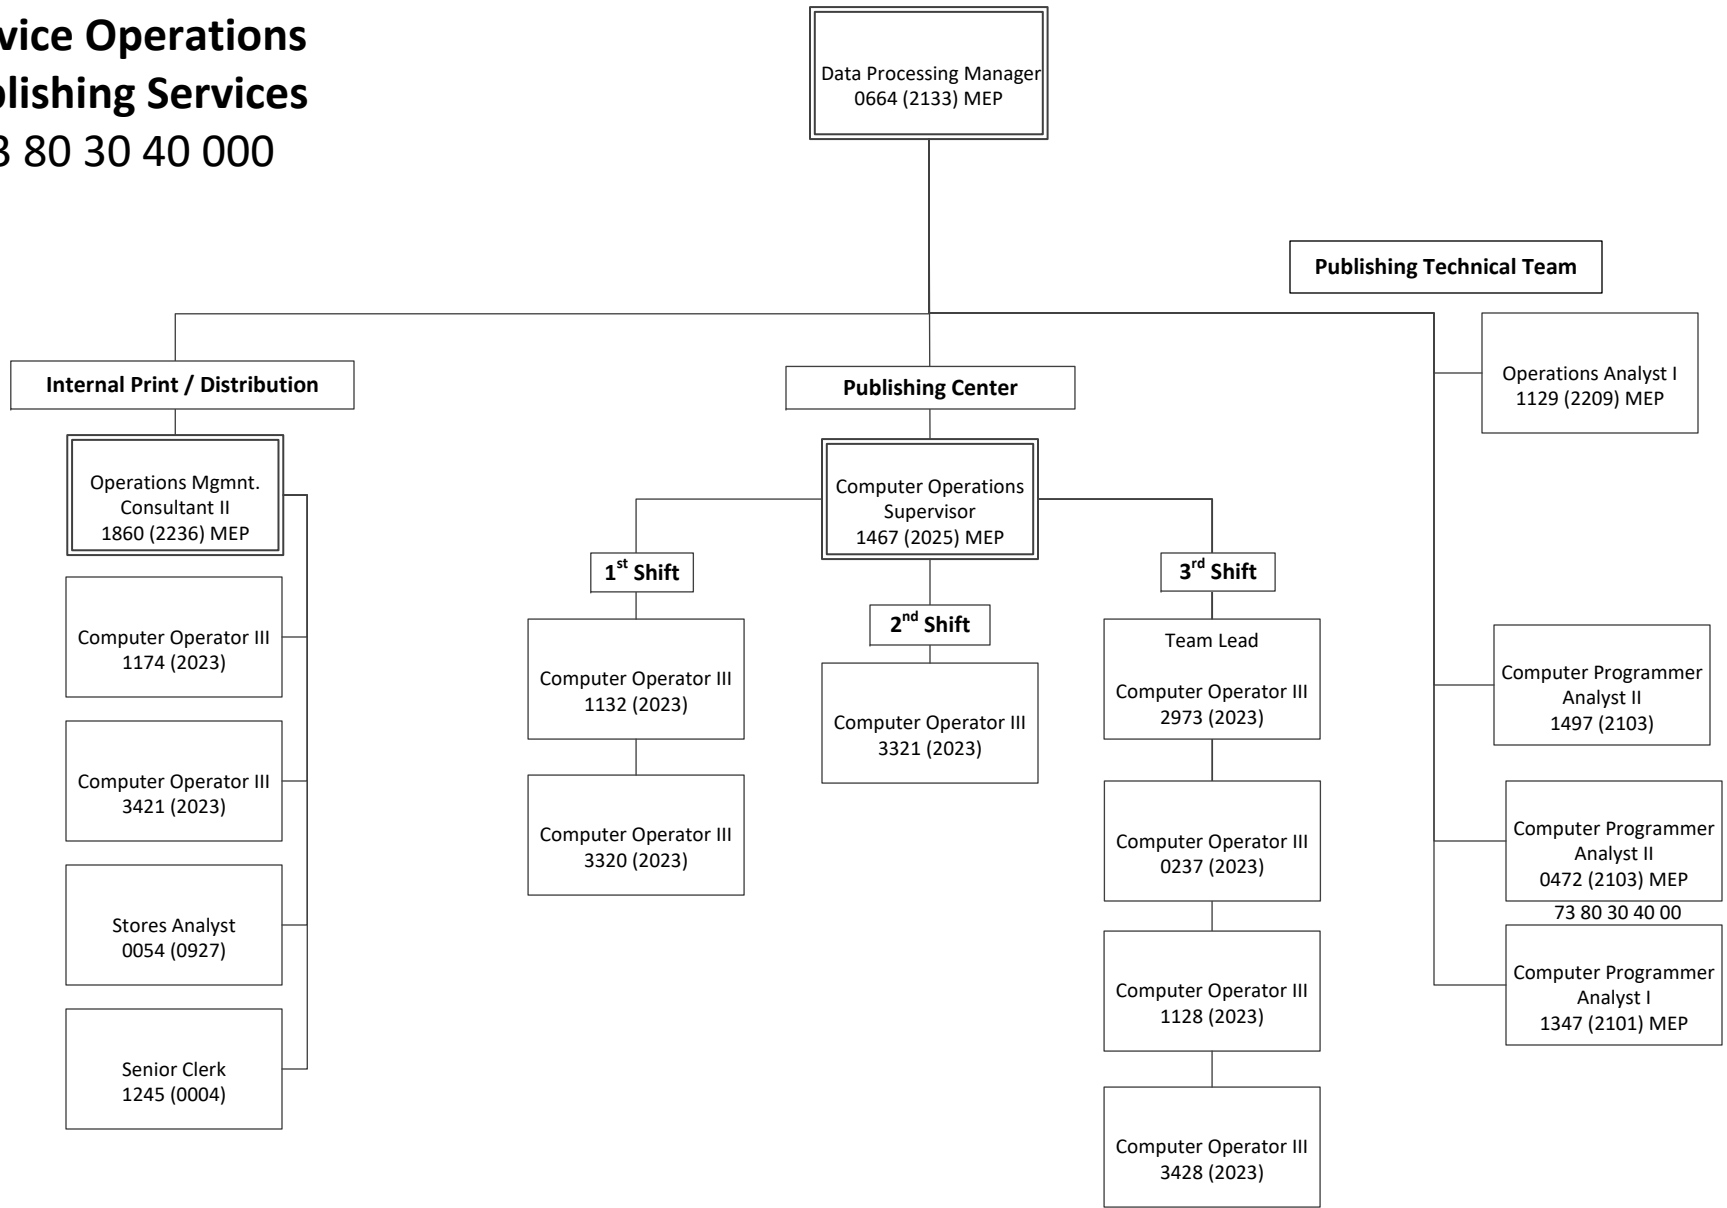 vice Operations
blishing Services
3 80 30 40 000
Data Processing Manager
0664 (2133) MEP
Publishing Technical Team
Operations Analyst I
1129 (2209) MEP
Internal Print / Distribution
Publishing Center
Operations Mgmnt.
Consultant II
1860 (2236) MEP
Computer Operations
Supervisor
1467 (2025) MEP
1st Shift
2nd Shift
3rd Shift
Computer Operator III
1174 (2023)
Computer Operator III
3421 (2023)
Stores Analyst
0054 (0927)
Senior Clerk
1245 (0004)
Computer Operator III
1132 (2023)
Computer Operator III
3320 (2023)
Computer Operator III
3321 (2023)
Team Lead
Computer Operator III
2973 (2023)
Computer Operator III
0237 (2023)
Computer Operator III
1128 (2023)
Computer Operator III
3428 (2023)
Computer Programmer
Analyst II
1497 (2103)
Computer Programmer
Analyst II
0472 (2103) MEP
73 80 30 40 00
Computer Programmer
Analyst I
1347 (2101) MEP